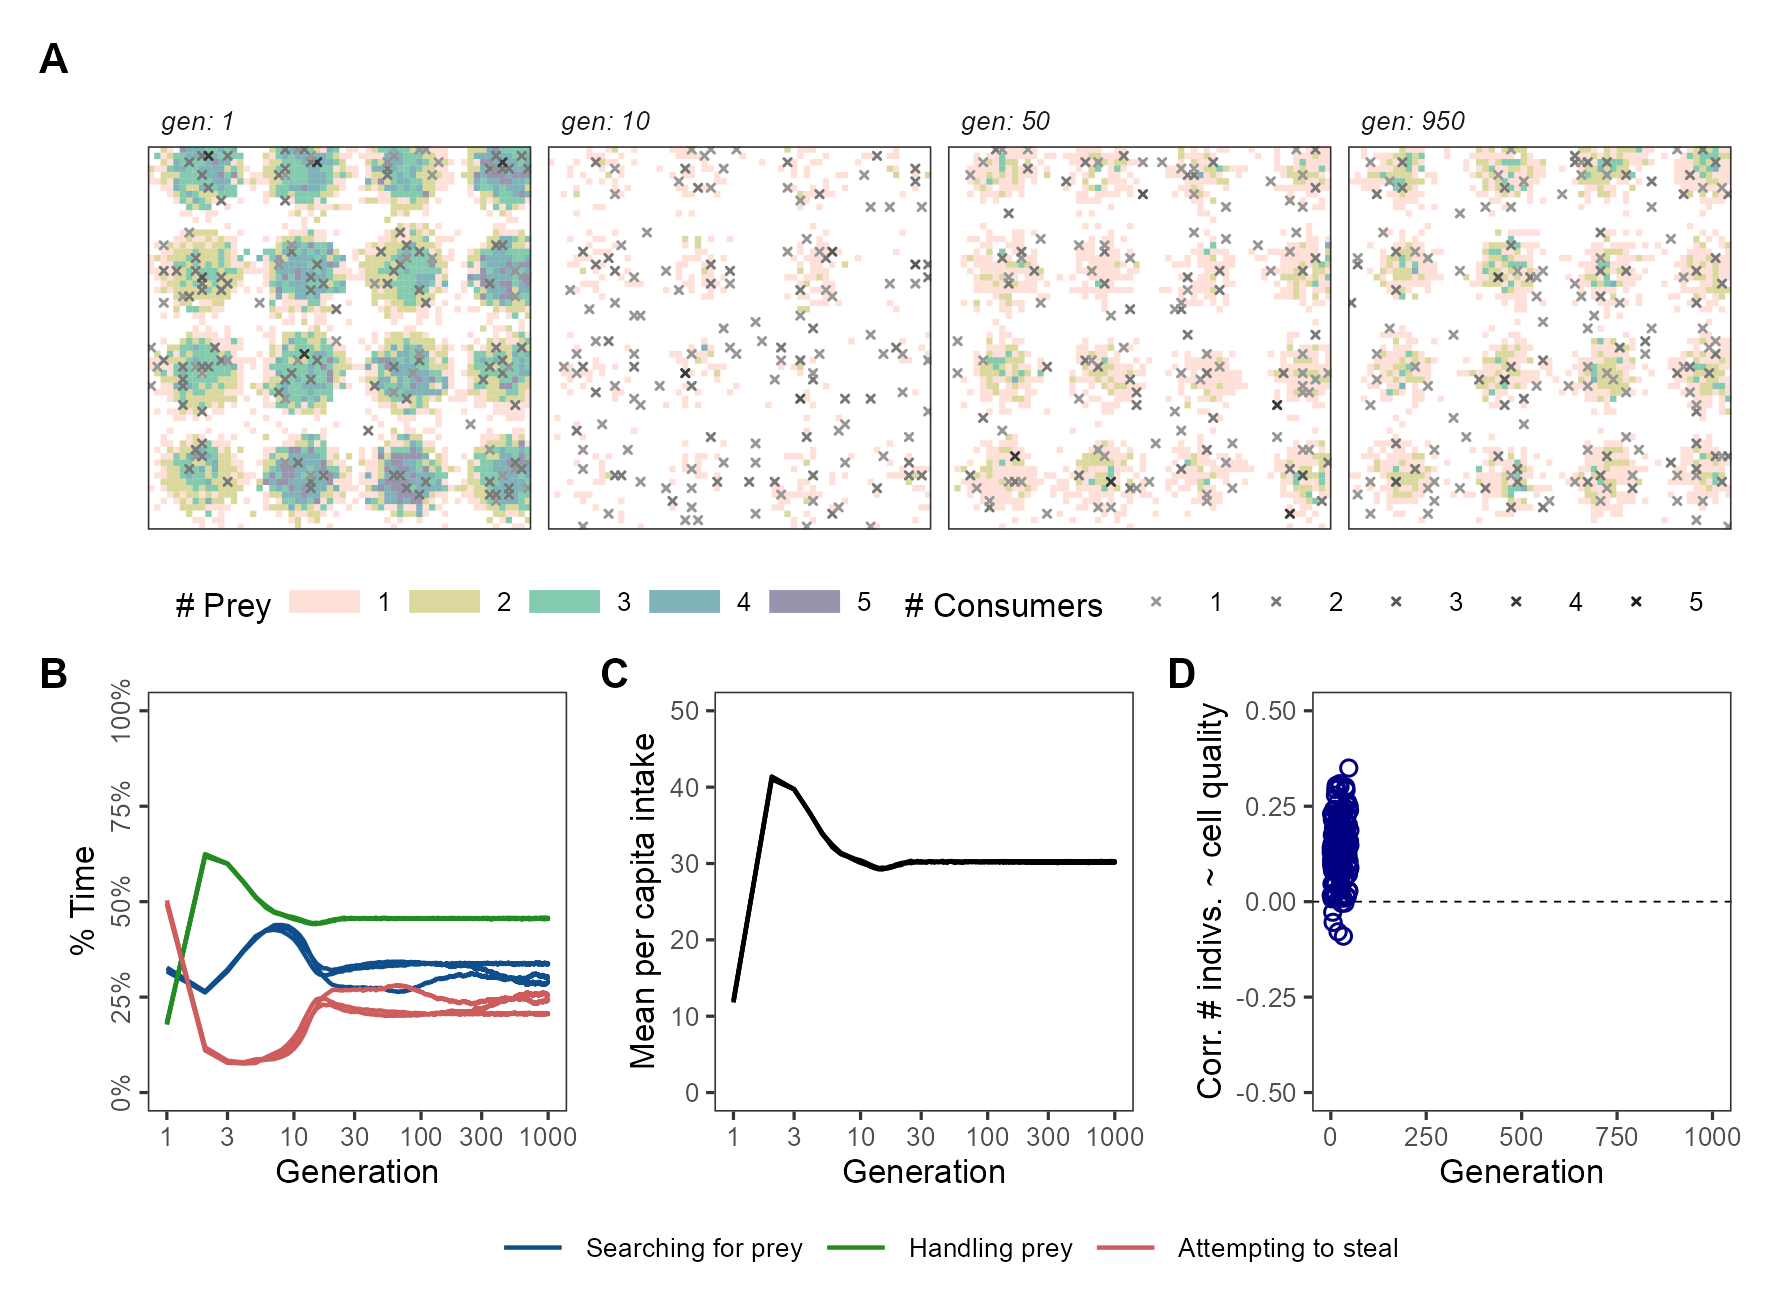 A
gen: 1 gen: 10 gen: 50 gen: 950
# Prey 1 2 3 4 5 # Consumers 1 2 3 4 5
B
% Time
100%
75%
50%
25%
0%
1 3 10 30 100 300 1000
Generation
C
Mean per capita intake
50
40
30
20
10
0
1 3 10 30 100 300 1000
Generation
D
Corr. # indivs. ~ cell quality
0.50
0.25
0.00
-0.25
-0.50
0 250 500 750 1000
Generation
Searching for prey Handling prey Attempting to steal